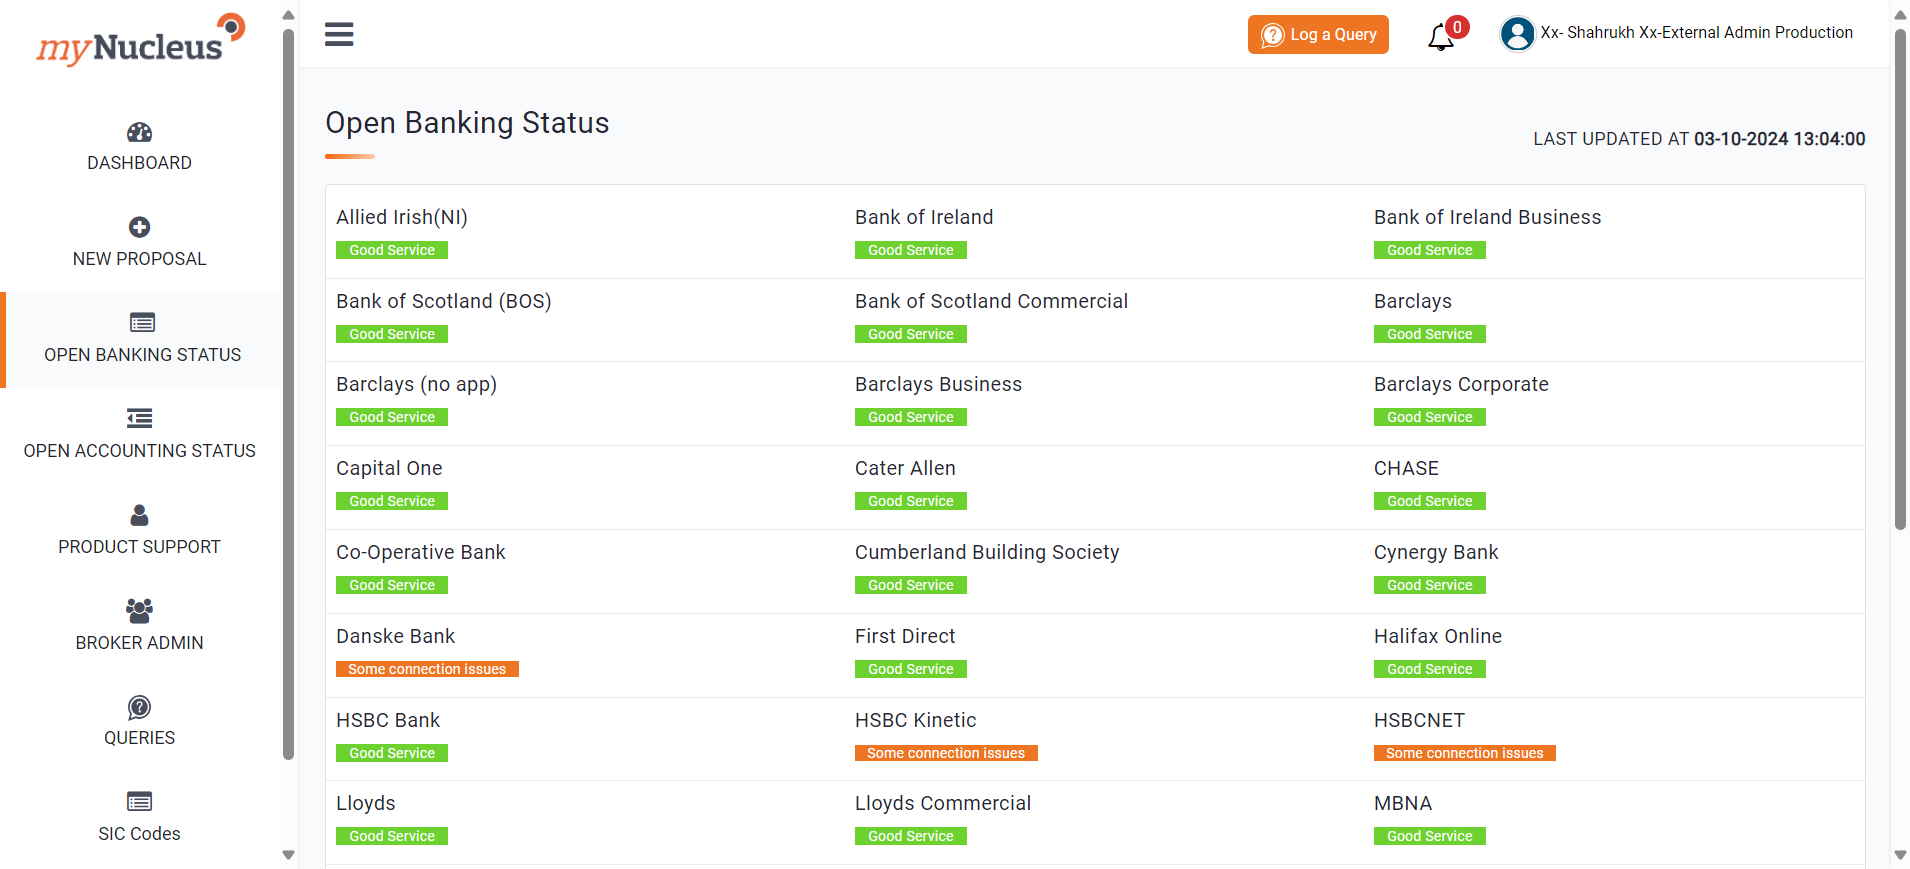 myNucleus
Log a Query
0
Xx- Shahrukh Xx-External Admin Production
DASHBOARD
NEW PROPOSAL
OPEN BANKING STATUS
OPEN ACCOUNTING STATUS
PRODUCT SUPPORT
BROKER ADMIN
QUERIES
SIC Codes
Open Banking Status
LAST UPDATED AT 03-10-2024 13:04:00
Allied Irish(NI)
Good Service
Bank of Ireland
Good Service
Bank of Ireland Business
Good Service
Bank of Scotland (BOS)
Good Service
Bank of Scotland Commercial
Good Service
Barclays
Good Service
Barclays (no app)
Good Service
Barclays Business
Good Service
Barclays Corporate
Good Service
Capital One
Good Service
Cater Allen
Good Service
CHASE
Good Service
Co-Operative Bank
Good Service
Cumberland Building Society
Good Service
Cynergy Bank
Good Service
Danske Bank
Some connection issues
First Direct
Good Service
Halifax Online
Good Service
HSBC Bank
Good Service
HSBC Kinetic
Some connection issues
HSBCNET
Some connection issues
Lloyds
Good Service
Lloyds Commercial
Good Service
MBNA
Good Service